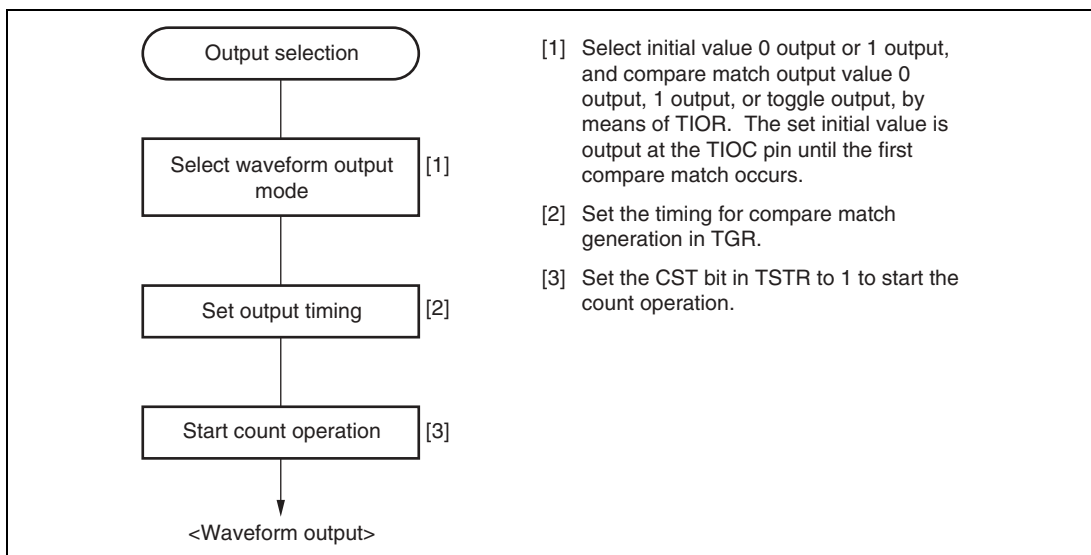 Output selection
Select waveform output
mode
[1]
Set output timing
[2]
Start count operation
[3]
<Waveform output>
[1] Select initial value 0 output or 1 output,
and compare match output value 0
output, 1 output, or toggle output, by
means of TIOR.  The set initial value is
output at the TIOC pin until the first
compare match occurs.
[2] Set the timing for compare match
generation in TGR.
[3] Set the CST bit in TSTR to 1 to start the
count operation.